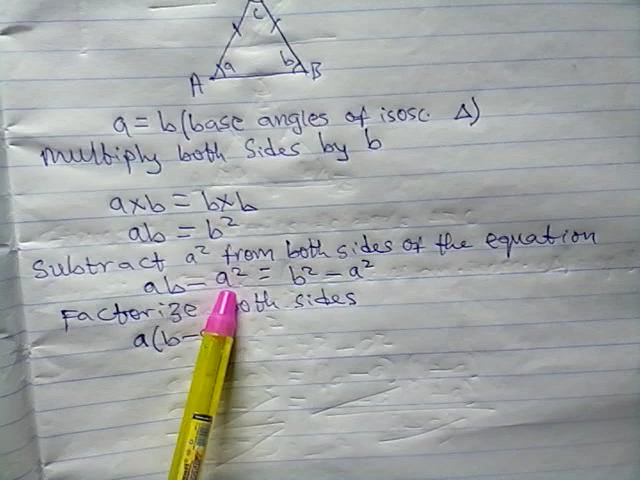 c
a b
A B
a = b (base angles of isosc. Δ)
Multiply both sides by b
a×b = b×b
ab = b²
Subtract a² from both sides of the equation
ab - a² = b² - a²
Factorize both sides
a(b-